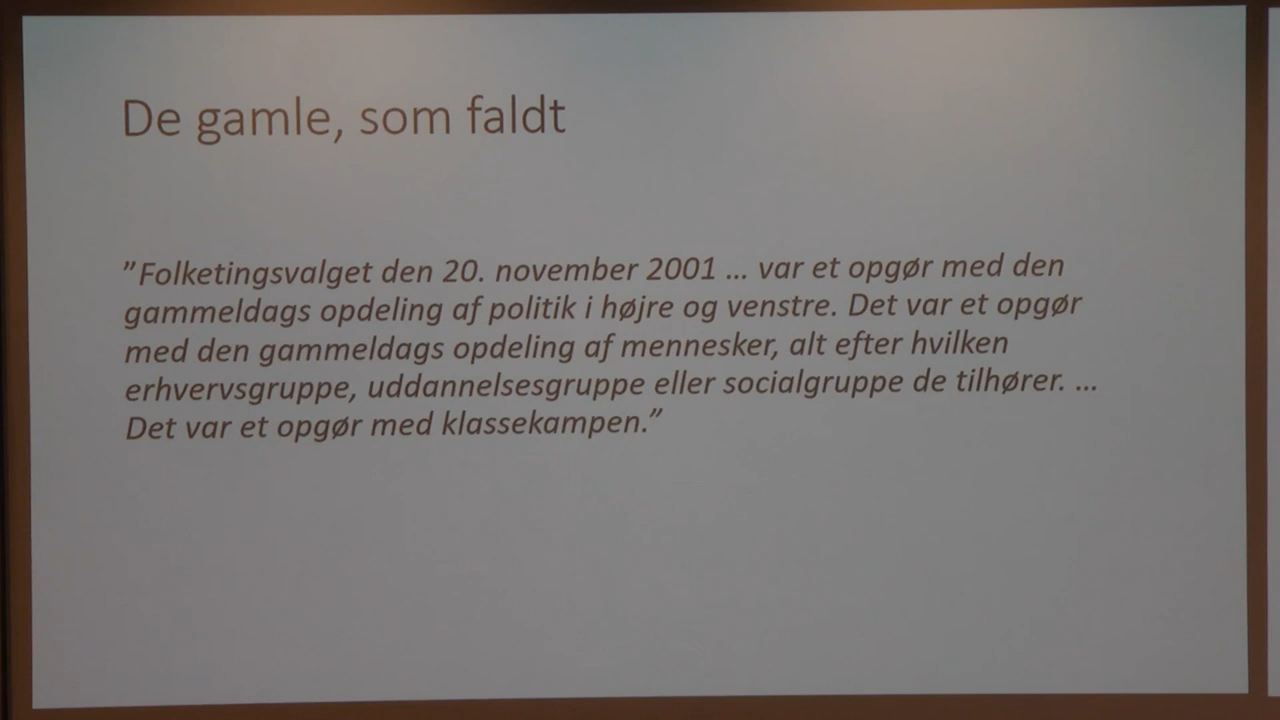 De gamle, som faldt
”Folketingsvalget den 20. november 2001 … var et opgør med den
gammeldags opdeling af politik i højre og venstre. Det var et opgør
med den gammeldags opdeling af mennesker, alt efter hvilken
erhvervsgruppe, uddannelsesgruppe eller socialgruppe de tilhører. …
Det var et opgør med klassekampen.”